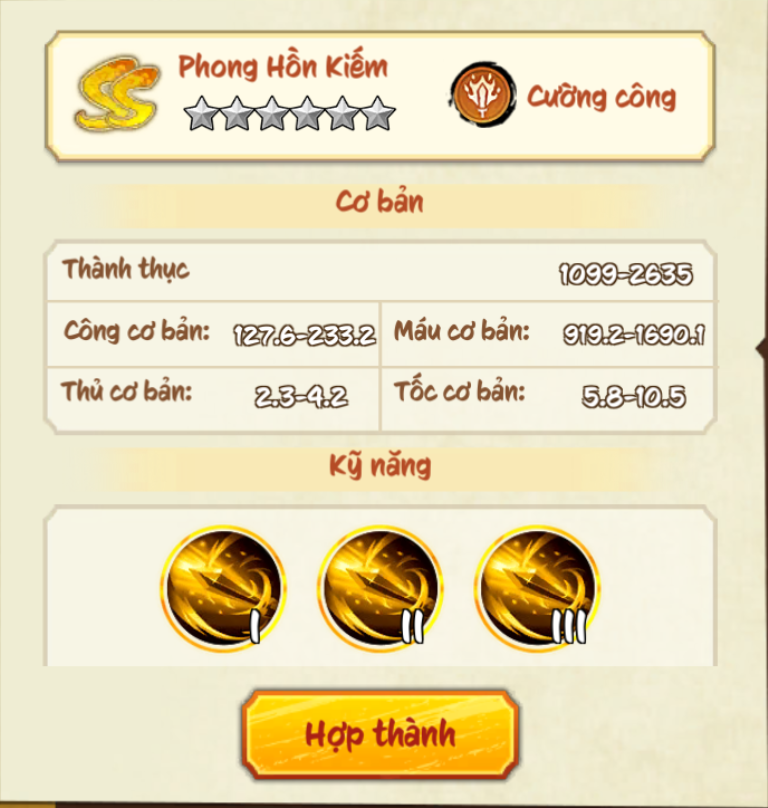 SS
Phong Hồn Kiếm
Cường công
Cơ bản
Thành thục 1099-2635
Công cơ bản: 127.6-233.2 Máu cơ bản: 919.2-1690.1
Thủ cơ bản: 2.3-4.2 Tốc cơ bản: 5.8-10.5
Kỹ năng
I II III
Hợp thành